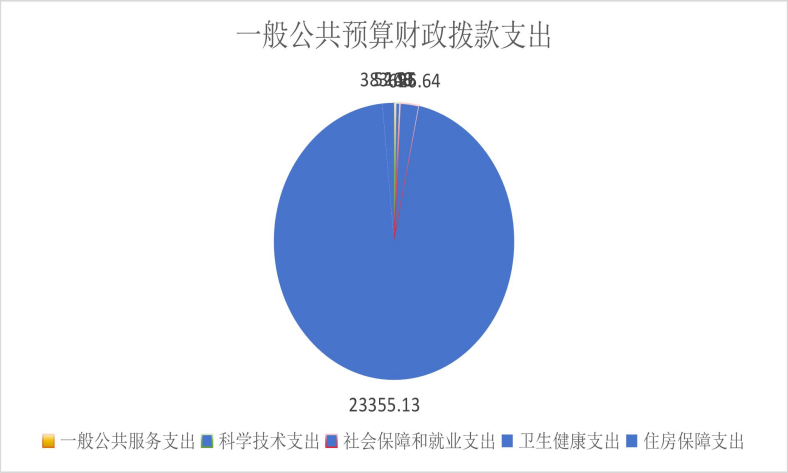 一般公共预算财政拨款支出
23355.13
一般公共服务支出 科学技术支出 社会保障和就业支出 卫生健康支出 住房保障支出